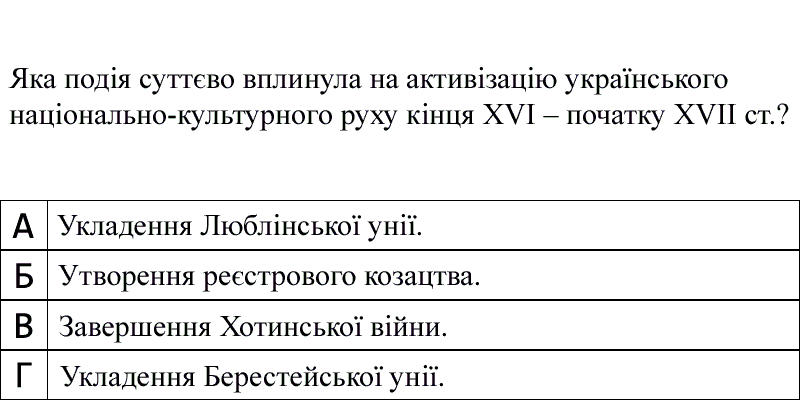 Яка подія суттєво вплинула на активізацію українського
національно-культурного руху кінця XVI – початку XVII ст.?
А Укладення Люблінської унії.
Б Утворення реєстрового козацтва.
В Завершення Хотинської війни.
Г Укладення Берестейської унії.